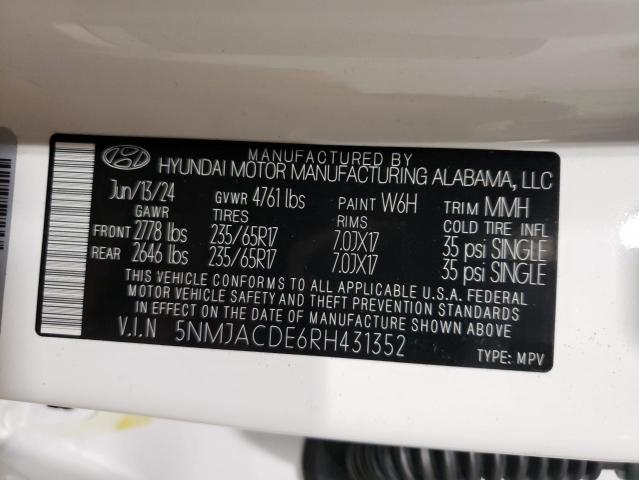 MANUFACTURED BY
HYUNDAI MOTOR MANUFACTURING ALABAMA, LLC
Jun/13/24 GVWR 4761 lbs PAINT W6H TRIM MMH
GAWR TIRES RIMS COLD TIRE INFL
FRONT 2778 lbs 235/65R17 7.0JX17 35 psi SINGLE
REAR 2646 lbs 235/65R17 7.0JX17 35 psi SINGLE
THIS VEHICLE CONFORMS TO ALL APPLICABLE U.S.A. FEDERAL
MOTOR VEHICLE SAFETY AND THEFT PREVENTION STANDARDS
IN EFFECT ON THE DATE OF MANUFACTURE SHOWN ABOVE.
V.I.N 5NMJACDE6RH431352
TYPE: MPV